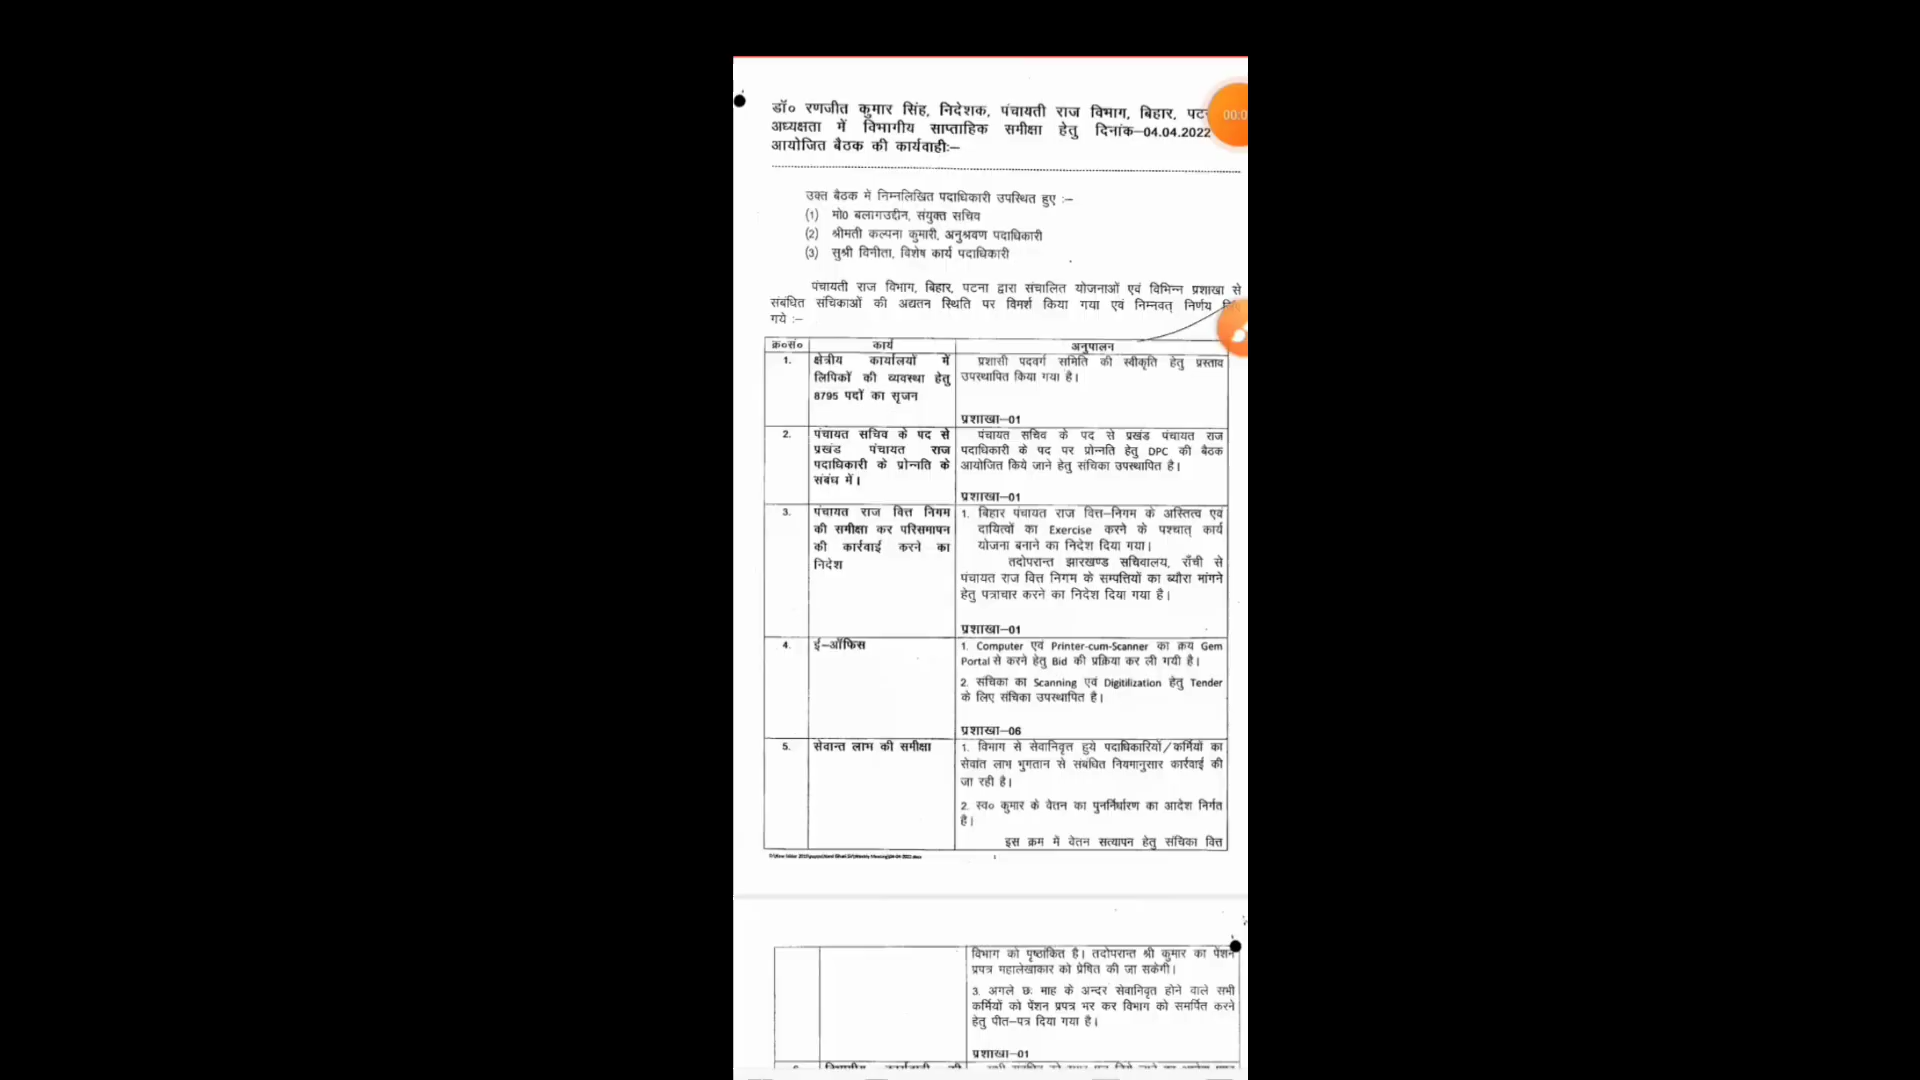 डॉ० रणजीत कुमार सिंह, निदेशक, पंचायती राज विभाग, बिहार,
अध्यक्षता में विभागीय साप्ताहिक समीक्षा हेतु दिनांक–04.04.2022
आयोजित बैठक की कार्यवाहीः–
00:0
उक्त बैठक में निम्नलिखित पदाधिकारी उपस्थित हुए :–
(1) मो0 बलागउद्दीन, संयुक्त सचिव
(2) श्रीमती कल्पना कुमारी, अनुश्रवण पदाधिकारी
(3) सुश्री विनीता, विशेष कार्य पदाधिकारी
पंचायती राज विभाग, बिहार, पटना द्वारा संचालित योजनाओं एवं विभिन्न प्रशाखा से
संबंधित संचिकाओं की अद्यतन स्थिति पर विमर्श किया गया एवं निम्नवत् निर्णय
गये :–
क्र०सं० कार्य अनुपालन
1. क्षेत्रीय कार्यालयों में
लिपिकों की व्यवस्था हेतु
8795 पदों का सृजन
प्रशासी पदवर्ग समिति की स्वीकृति हेतु प्रस्ताव
उपस्थापित किया गया है।
प्रशाखा–01
2. पंचायत सचिव के पद से
प्रखंड पंचायत राज
पदाधिकारी के प्रोन्नति के
संबंध में।
पंचायत सचिव के पद से प्रखंड पंचायत राज
पदाधिकारी के पद पर प्रोन्नति हेतु DPC की बैठक
आयोजित किये जाने हेतु संचिका उपस्थापित है।
प्रशाखा–01
3. पंचायत राज वित्त निगम
की समीक्षा कर परिसमापन
की कार्रवाई करने का
निदेश
1. बिहार पंचायत राज वित्त–निगम के अस्तित्व एवं
दायित्वों का Exercise करने के पश्चात् कार्य
योजना बनाने का निदेश दिया गया।
तदोपरान्त झारखण्ड सचिवालय, राँची से
पंचायत राज वित्त निगम के सम्पत्तियों का ब्यौरा मांगने
हेतु पत्राचार करने का निदेश दिया गया है।
प्रशाखा–01
4. ई–ऑफिस
1. Computer एवं Printer-cum-Scanner का क्रय Gem
Portal से करने हेतु Bid की प्रक्रिया कर ली गयी है।
2. संचिका का Scanning एवं Digitilization हेतु Tender
के लिए संचिका उपस्थापित है।
प्रशाखा–06
5. सेवान्त लाभ की समीक्षा
1. विभाग से सेवानिवृत्त हुये पदाधिकारियों/कर्मियों का
सेवांत लाभ भुगतान से संबंधित नियमानुसार कार्रवाई की
जा रही है।
2. स्व० कुमार के वेतन का पुनर्निर्धारण का आदेश निर्गत
है।
इस क्रम में वेतन सत्यापन हेतु संचिका वित्त
1
विभाग को पृष्ठांकित है। तदोपरान्त श्री कुमार का पेंशन
प्रपत्र महालेखाकार को प्रेषित की जा सकेगी।
3. अगले छः माह के अन्दर सेवानिवृत होने वाले सभी
कर्मियों को पेंशन प्रपत्र भर कर विभाग को समर्पित करने
हेतु पीत–पत्र दिया गया है।
प्रशाखा–01